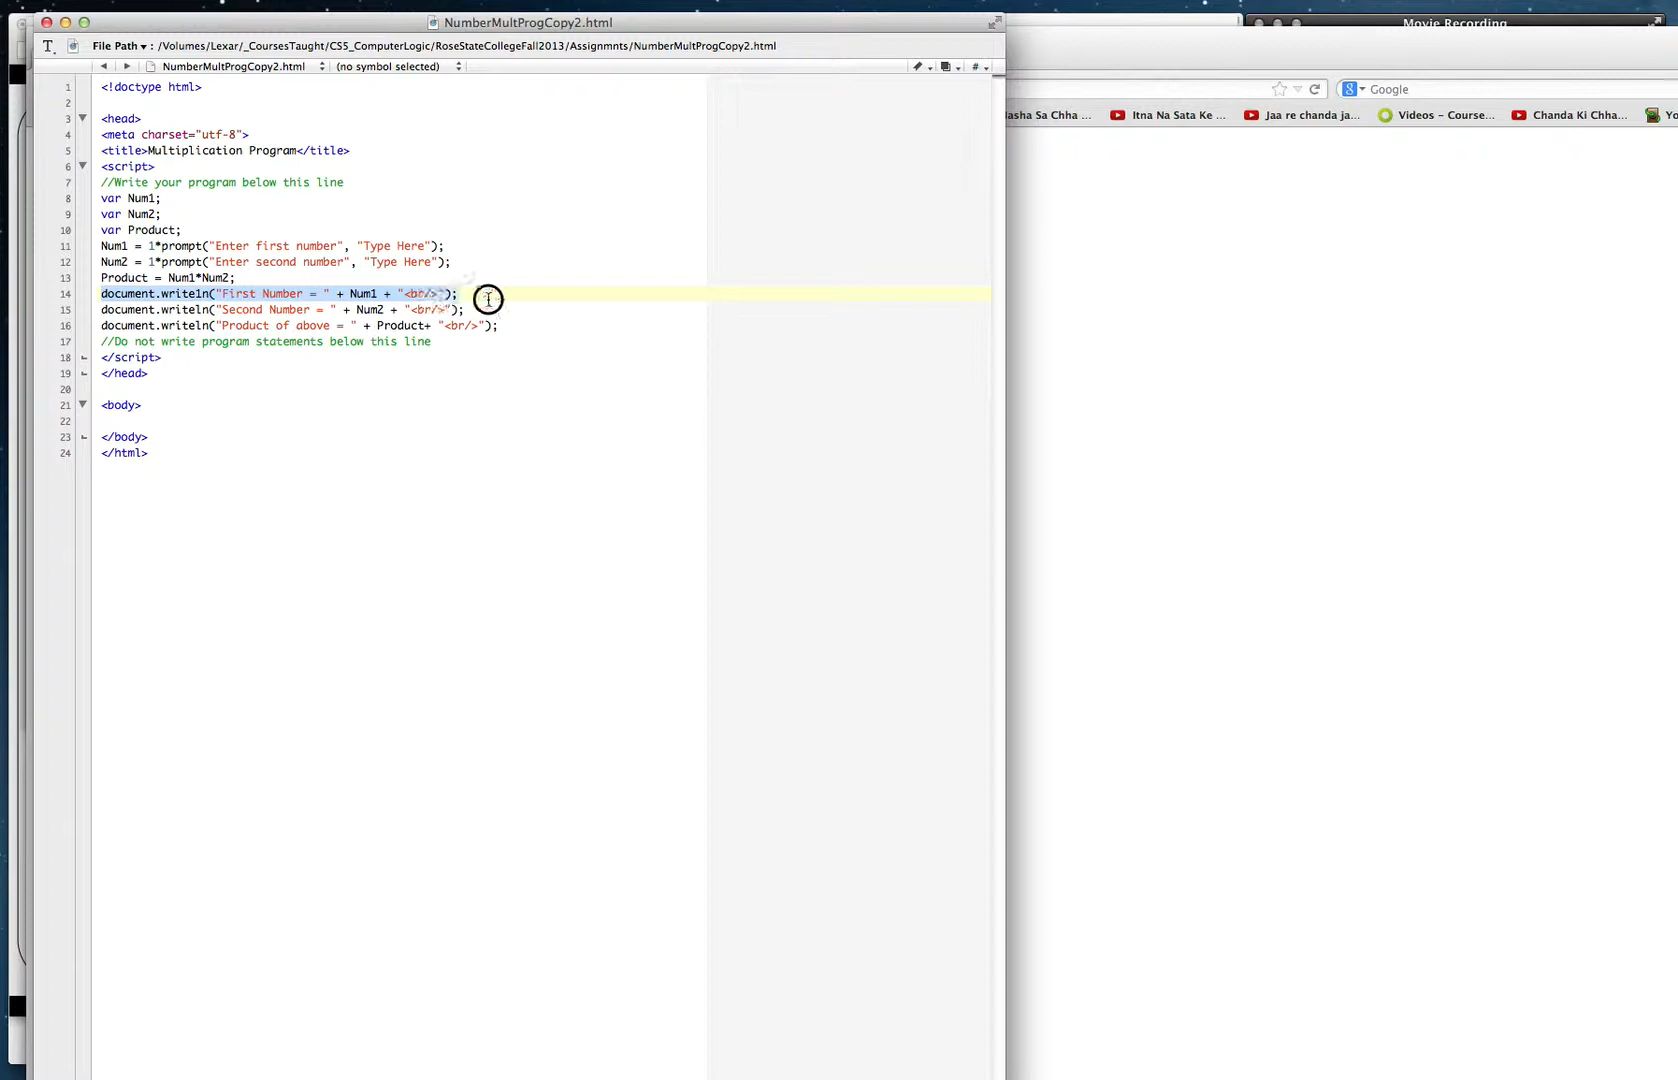 NumberMultProgCopy2.html
Movie Recording
File Path ▾ : /Volumes/Lexar/_CoursesTaught/CS5_ComputerLogic/RoseStateCollegeFall2013/Assignmnts/NumberMultProgCopy2.html
NumberMultProgCopy2.html (no symbol selected)
Google
asha Sa Chha ... Itna Na Sata Ke ... Jaa re chanda ja... Videos – Course... Chanda Ki Chha... Yo
1 <!doctype html>
2
3 <head>
4 <meta charset="utf-8">
5 <title>Multiplication Program</title>
6 <script>
7 //Write your program below this line
8 var Num1;
9 var Num2;
10 var Product;
11 Num1 = 1*prompt("Enter first number", "Type Here");
12 Num2 = 1*prompt("Enter second number", "Type Here");
13 Product = Num1*Num2;
14 document.write1n("First Number = " + Num1 + "<br/>");
15 document.writeln("Second Number = " + Num2 + "<br/>");
16 document.writeln("Product of above = " + Product+ "<br/>");
17 //Do not write program statements below this line
18 </script>
19 </head>
20
21 <body>
22
23 </body>
24 </html>